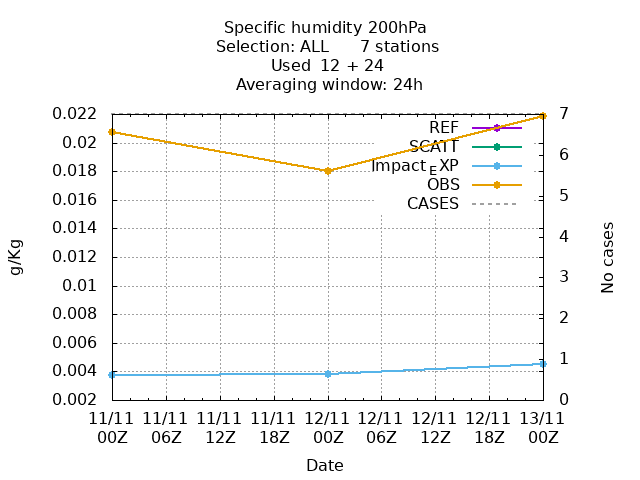 Specific humidity 200hPa
Selection: ALL 7 stations
Used 12 + 24
Averaging window: 24h
0.022
0.02
0.018
0.016
0.014
0.012
0.01
0.008
0.006
0.004
0.002
g/Kg
REF
SCATT
Impact_EXP
OBS
CASES
7
6
5
4
3
2
1
0
No cases
11/11 11/11 11/11 11/11 12/11 12/11 12/11 12/11 13/11
00Z 06Z 12Z 18Z 00Z 06Z 12Z 18Z 00Z
Date